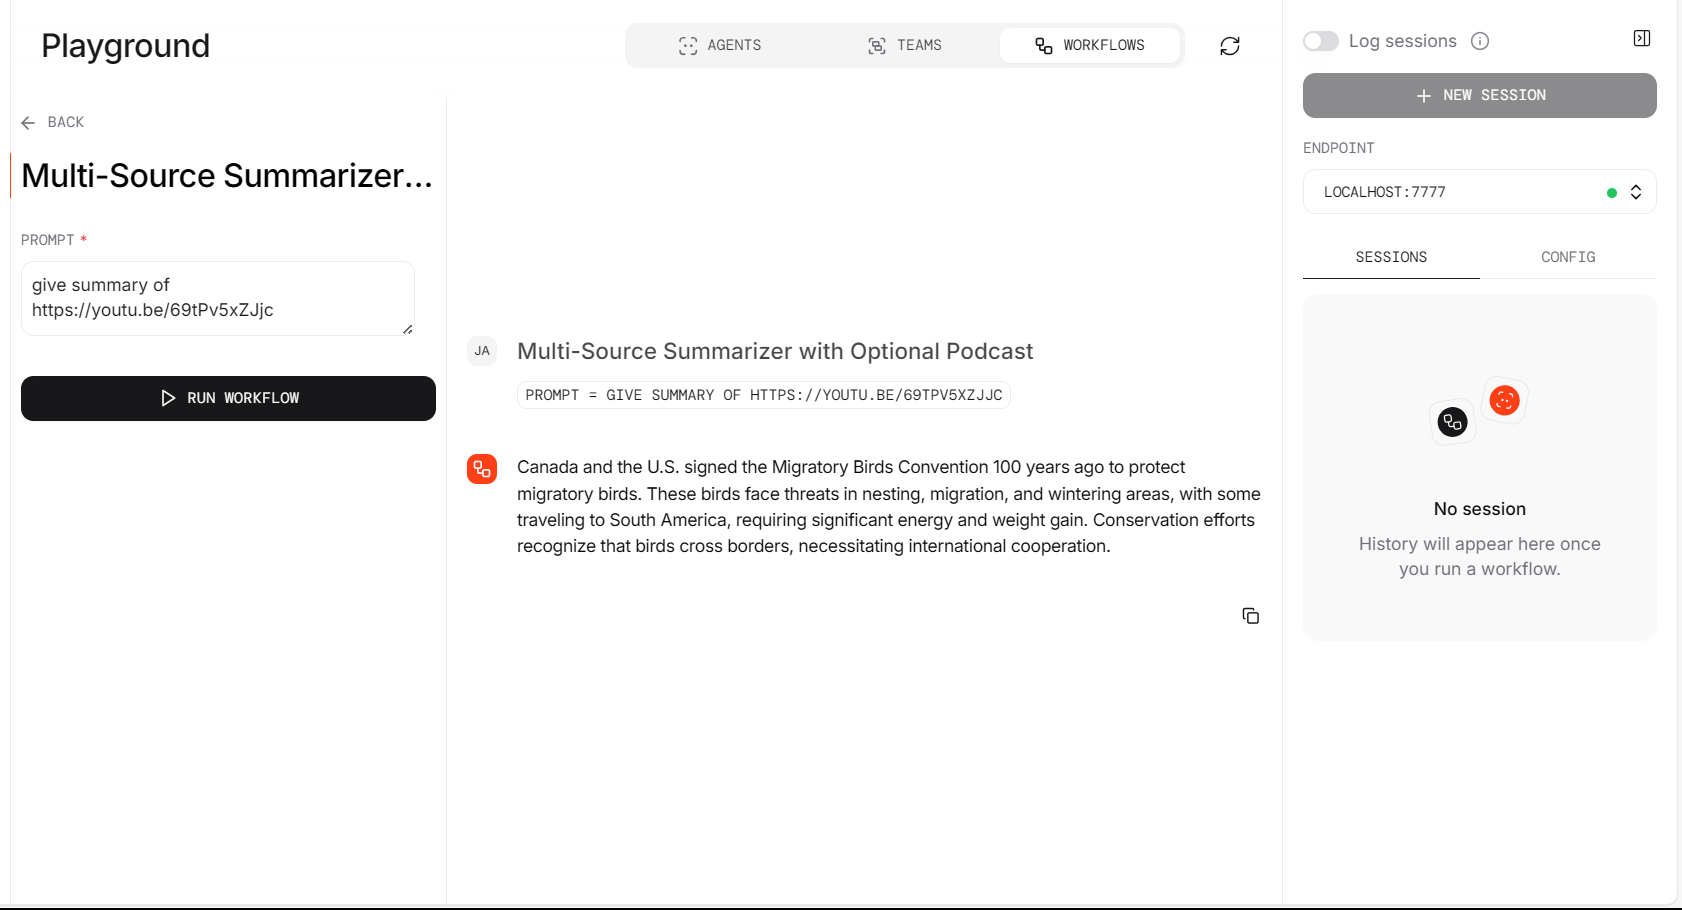 Playground
AGENTS
TEAMS
WORKFLOWS
BACK
Multi-Source Summarizer...
PROMPT *
give summary of
https://youtu.be/69tPv5xZJjc
RUN WORKFLOW
JA
Multi-Source Summarizer with Optional Podcast
PROMPT = GIVE SUMMARY OF HTTPS://YOUTU.BE/69TPV5XZJJC
Canada and the U.S. signed the Migratory Birds Convention 100 years ago to protect
migratory birds. These birds face threats in nesting, migration, and wintering areas, with some
traveling to South America, requiring significant energy and weight gain. Conservation efforts
recognize that birds cross borders, necessitating international cooperation.
Log sessions
NEW SESSION
ENDPOINT
LOCALHOST:7777
SESSIONS
CONFIG
No session
History will appear here once
you run a workflow.